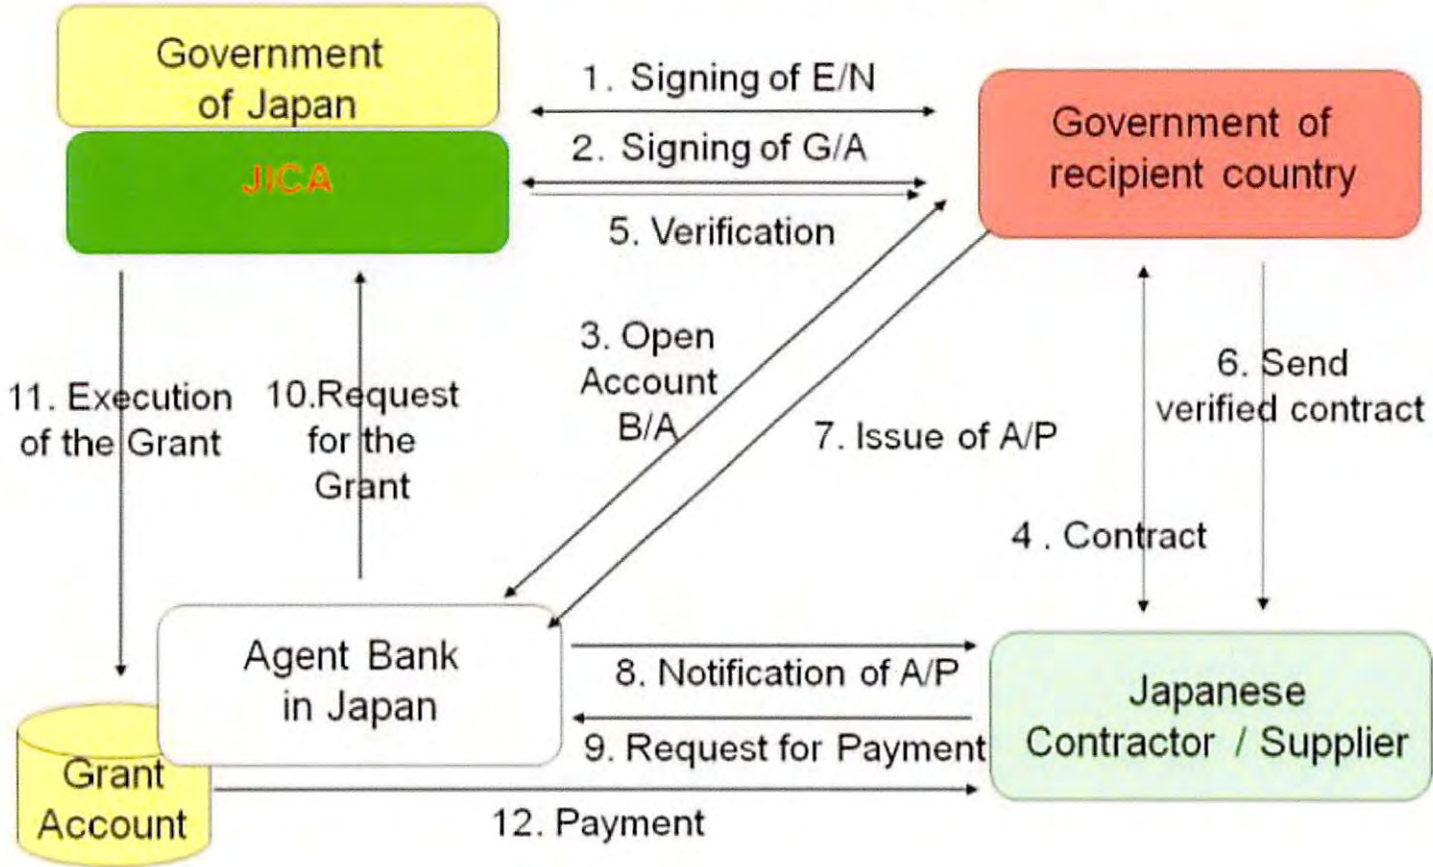 Government
of Japan
JICA
1. Signing of E/N
2. Signing of G/A
5. Verification
Government of
recipient country
3. Open
Account
B/A
7. Issue of A/P
6. Send
verified contract
4 . Contract
11. Execution
of the Grant
10.Request
for the
Grant
Agent Bank
in Japan
8. Notification of A/P
9. Request for Payment
Japanese
Contractor / Supplier
Grant
Account
12. Payment